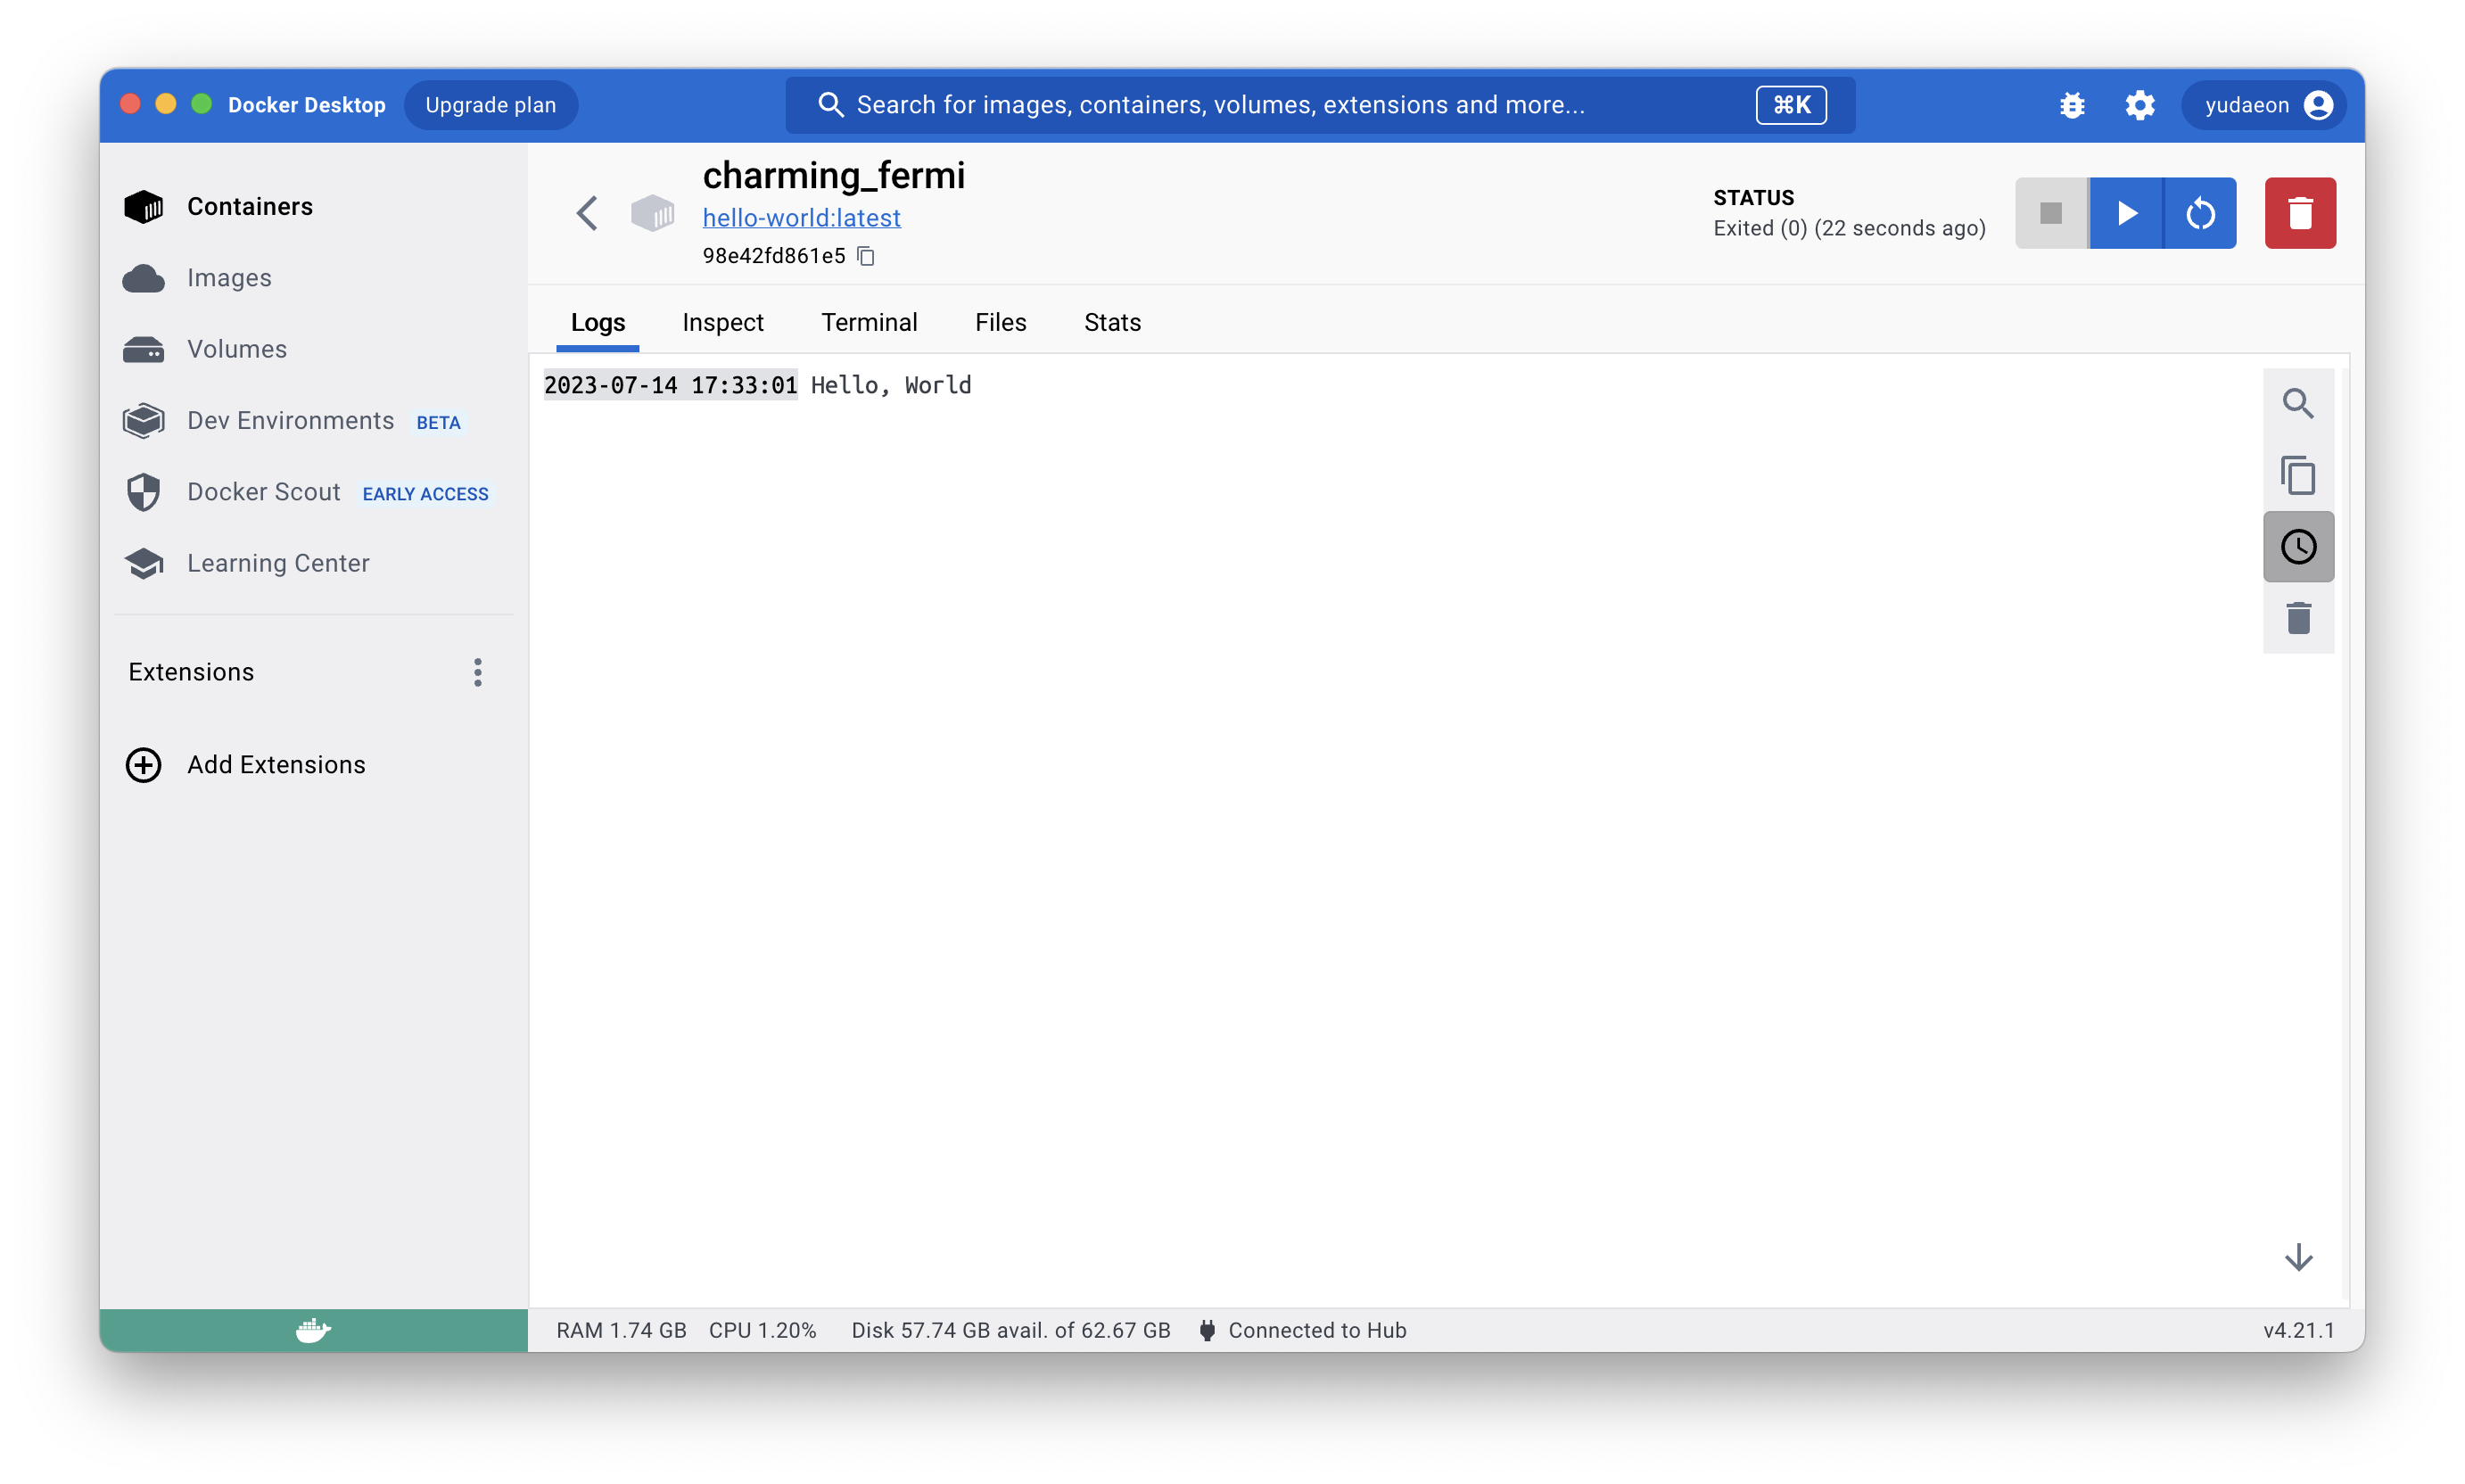 Docker Desktop
Upgrade plan
Search for images, containers, volumes, extensions and more...
⌘K
yudaeon
Containers
Images
Volumes
Dev Environments BETA
Docker Scout EARLY ACCESS
Learning Center
Extensions
Add Extensions
charming_fermi
hello-world:latest
98e42fd861e5
STATUS
Exited (0) (22 seconds ago)
Logs Inspect Terminal Files Stats
2023-07-14 17:33:01 Hello, World
RAM 1.74 GB CPU 1.20% Disk 57.74 GB avail. of 62.67 GB Connected to Hub
v4.21.1